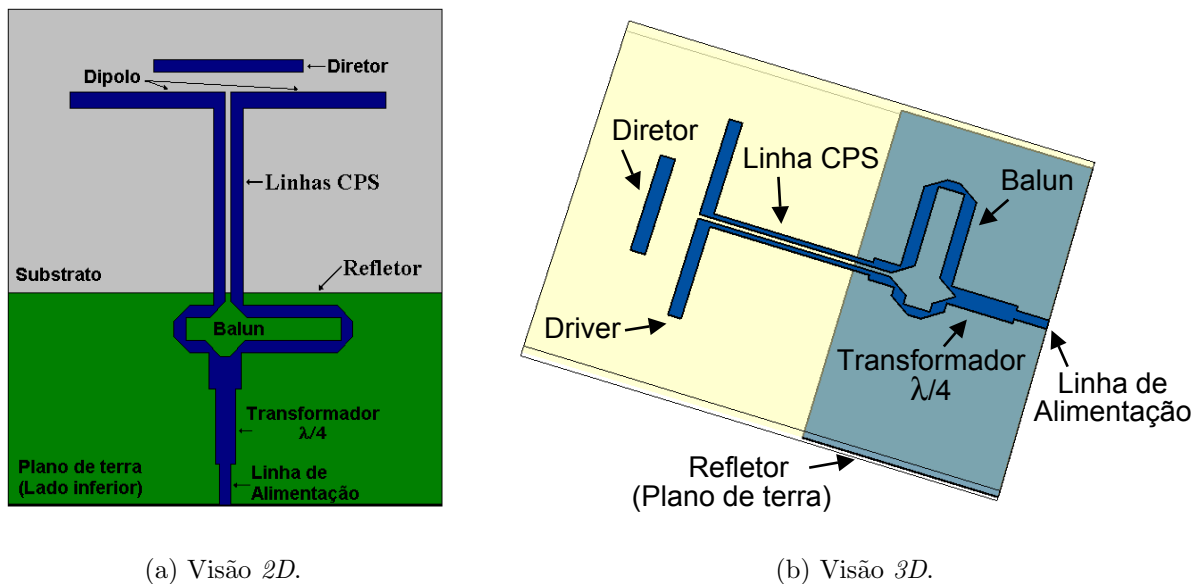 Dipolo
Diretor
Linhas CPS
Substrato
Refletor
Balun
Transformador
λ/4
Plano de terra
(Lado inferior)
Linha de
Alimentação
(a) Visão 2D.
Diretor
Linha CPS
Balun
Driver
Transformador
λ/4
Linha de
Alimentação
Refletor
(Plano de terra)
(b) Visão 3D.